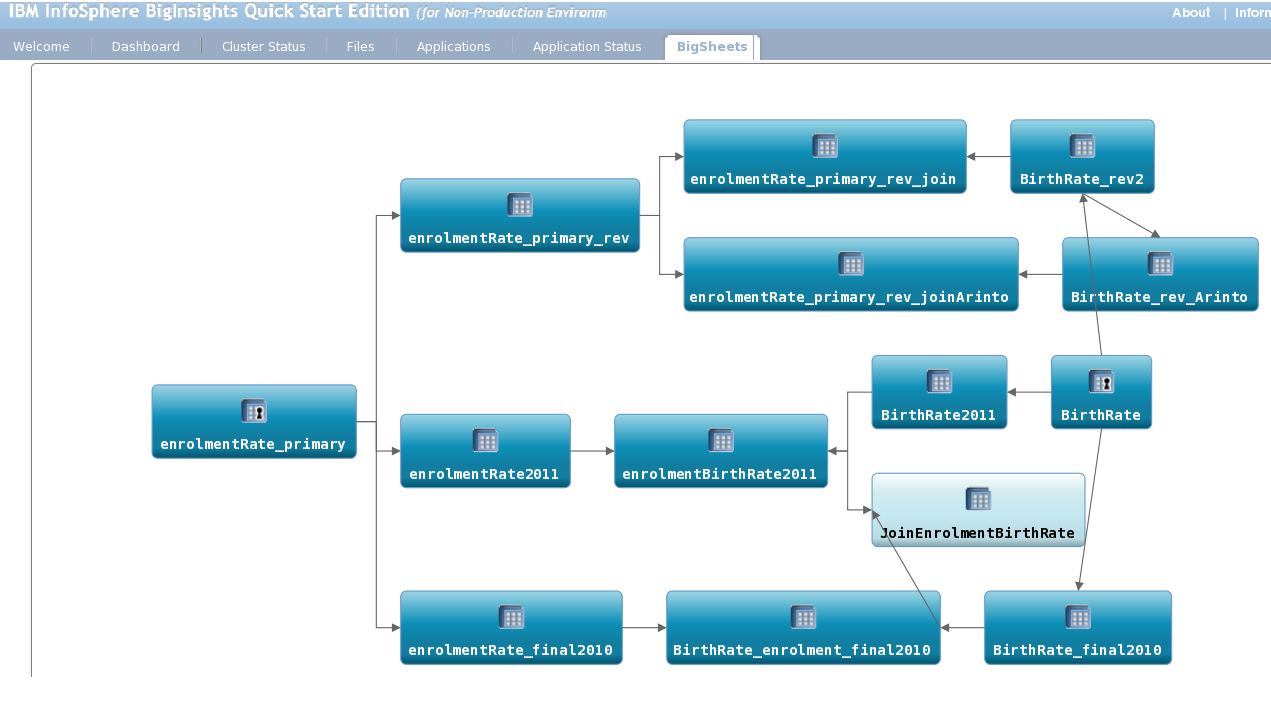 IBM InfoSphere BigInsights Quick Start Edition (for Non-Production Environm
About | Inforn
Welcome Dashboard Cluster Status Files Applications Application Status BigSheets
enrolmentRate_primary_rev_join BirthRate_rev2
enrolmentRate_primary_rev
enrolmentRate_primary_rev_joinArinto BirthRate_rev_Arinto
BirthRate2011 BirthRate
enrolmentRate_primary
enrolmentRate2011 enrolmentBirthRate2011
JoinEnrolmentBirthRate
enrolmentRate_final2010 BirthRate_enrolment_final2010 BirthRate_final2010